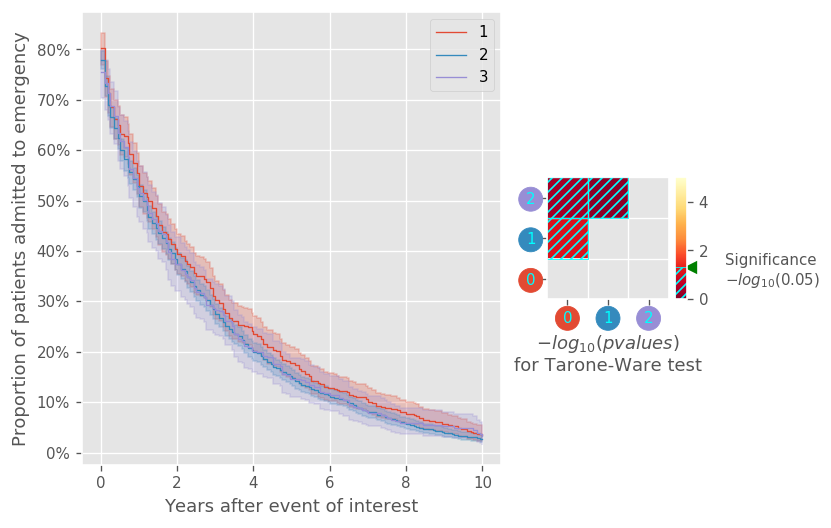 Proportion of patients admitted to emergency
80%
70%
60%
50%
40%
30%
20%
10%
0%
0 2 4 6 8 10
Years after event of interest
1
2
3
2
1
0
0 1 2
−log₁₀(pvalues)
for Tarone-Ware test
4
2
0
Significance
−log₁₀(0.05)